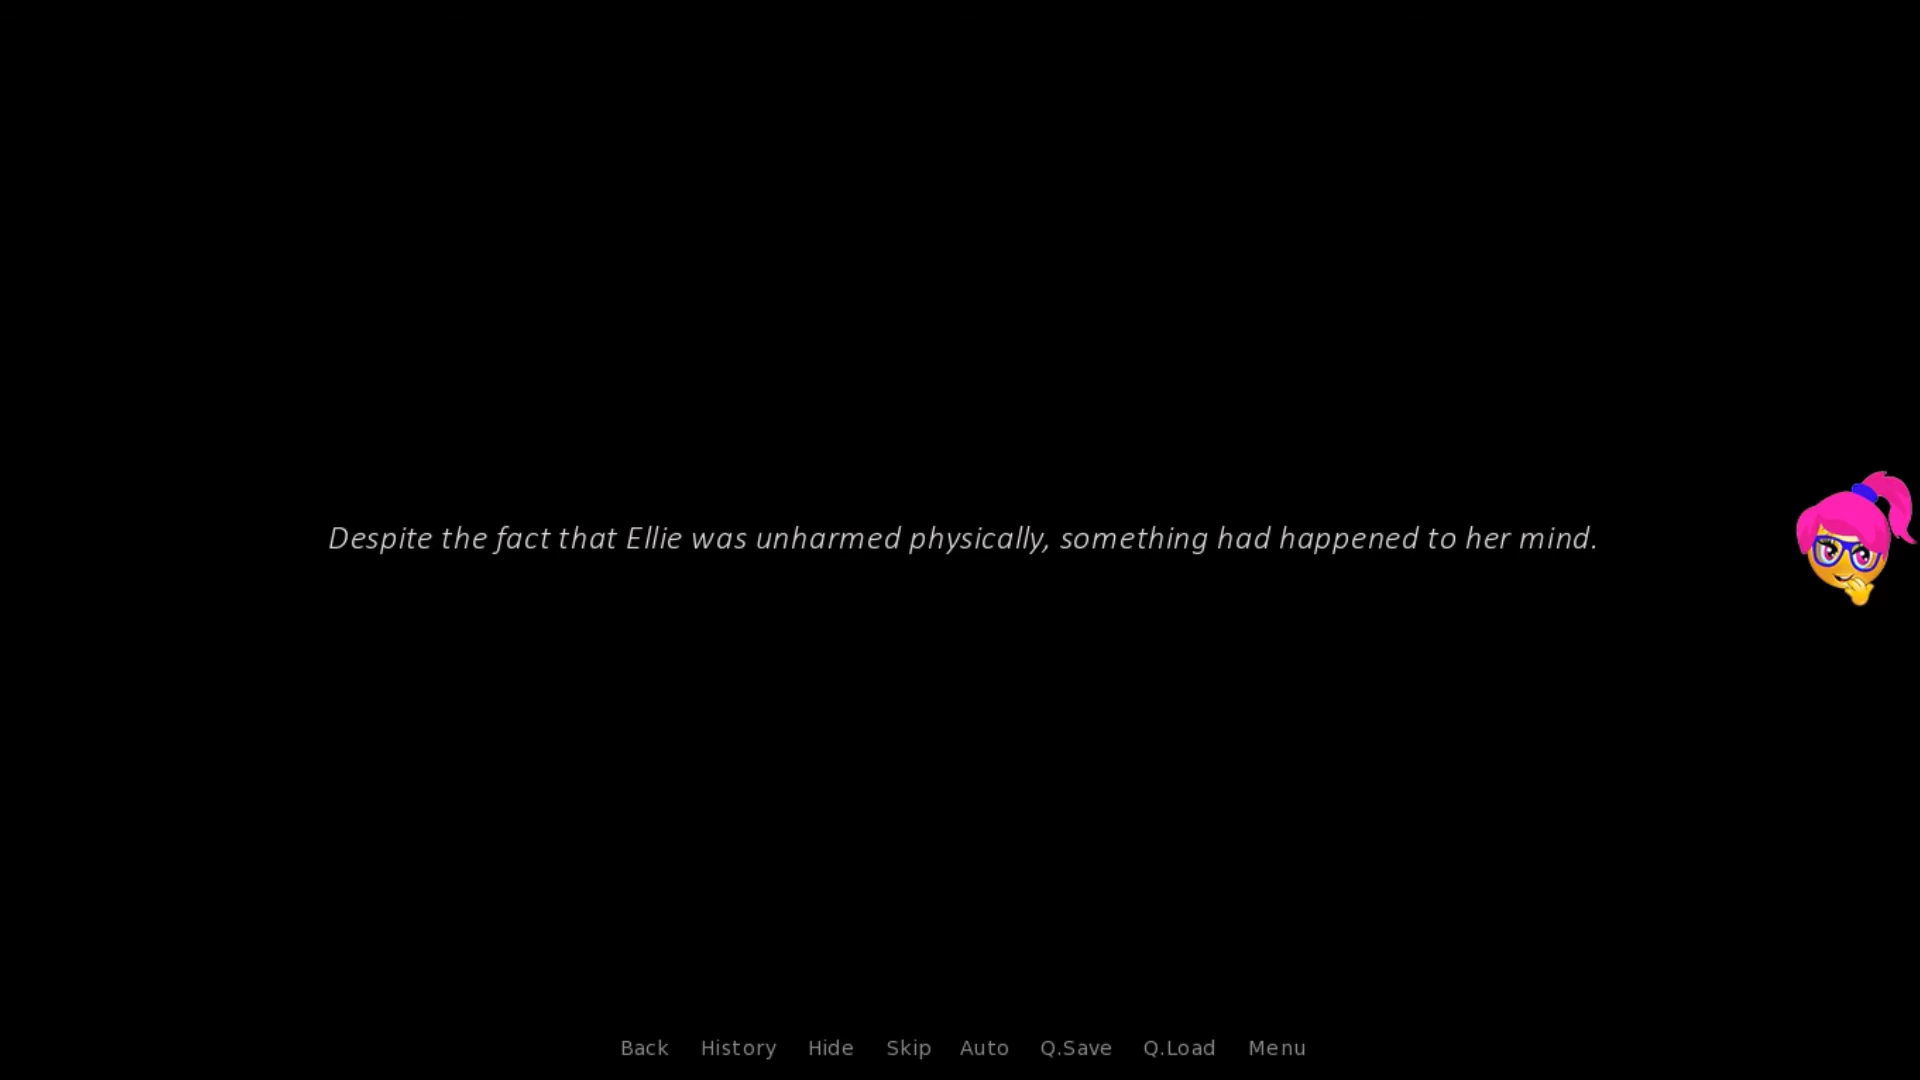 Despite the fact that Ellie was unharmed physically, something had happened to her mind.
Back History Hide Skip Auto Q.Save Q.Load Menu